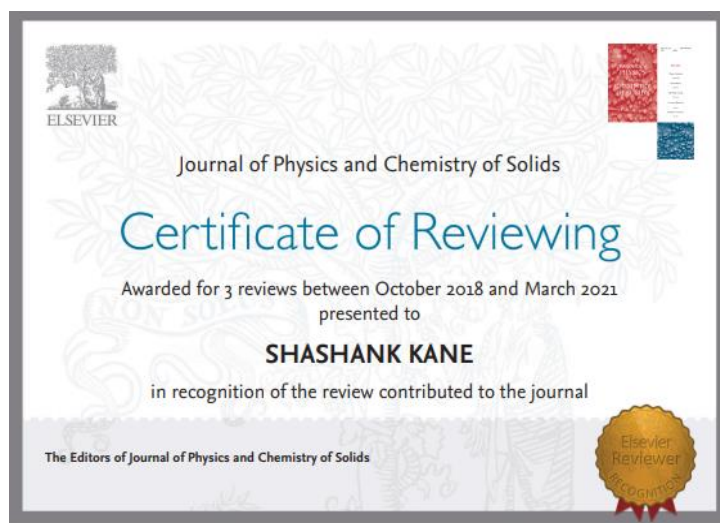 ELSEVIER
Journal of Physics and Chemistry of Solids
Certificate of Reviewing
Awarded for 3 reviews between October 2018 and March 2021
presented to
NON SOLUS
SHASHANK KANE
in recognition of the review contributed to the journal
The Editors of Journal of Physics and Chemistry of Solids
Elsevier
Reviewer
RECOGNITION